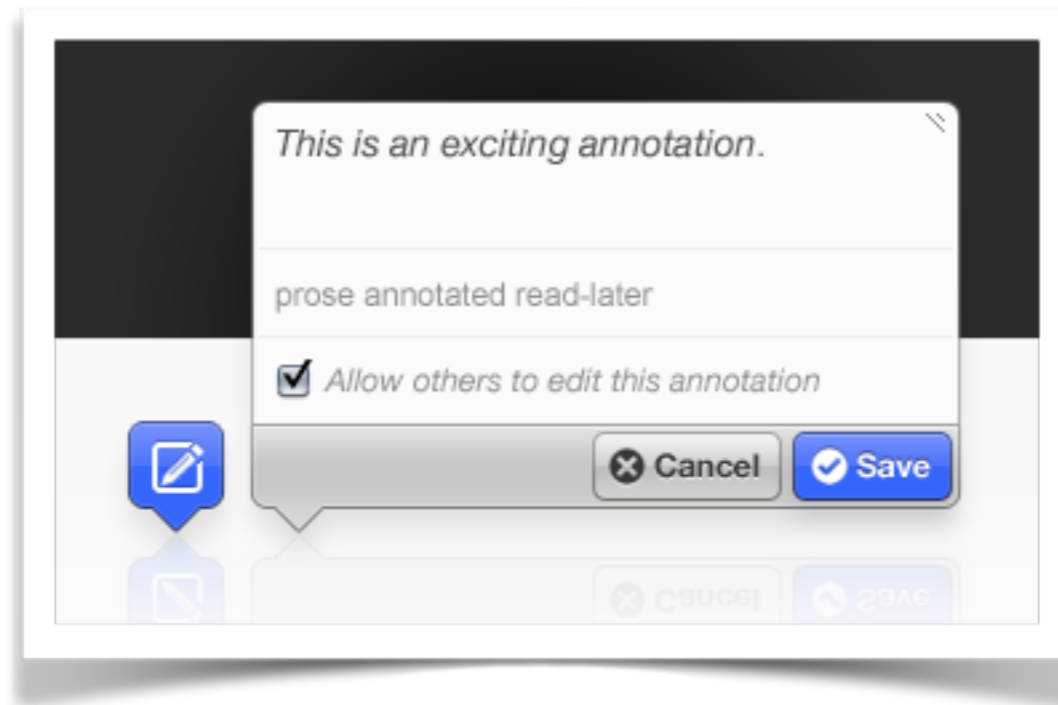 This is an exciting annotation.
prose annotated read-later
Allow others to edit this annotation
Cancel Save